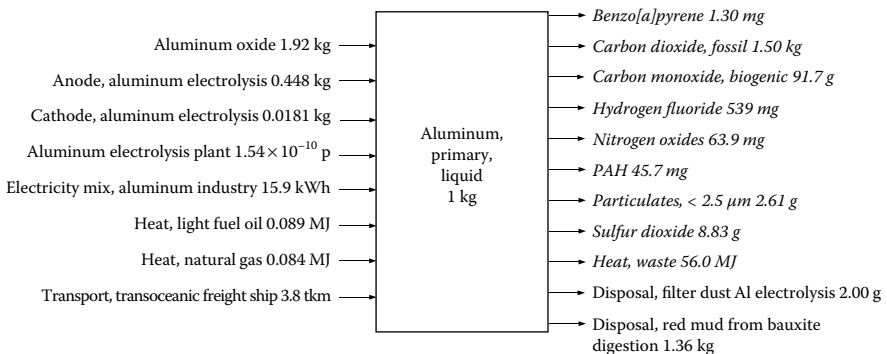 Aluminum oxide 1.92 kg
Anode, aluminum electrolysis 0.448 kg
Cathode, aluminum electrolysis 0.0181 kg
Aluminum electrolysis plant 1.54×10⁻¹⁰ p
Electricity mix, aluminum industry 15.9 kWh
Heat, light fuel oil 0.089 MJ
Heat, natural gas 0.084 MJ
Transport, transoceanic freight ship 3.8 tkm
Aluminum,
primary,
liquid
1 kg
Benzo[a]pyrene 1.30 mg
Carbon dioxide, fossil 1.50 kg
Carbon monoxide, biogenic 91.7 g
Hydrogen fluoride 539 mg
Nitrogen oxides 63.9 mg
PAH 45.7 mg
Particulates, < 2.5 µm 2.61 g
Sulfur dioxide 8.83 g
Heat, waste 56.0 MJ
Disposal, filter dust Al electrolysis 2.00 g
Disposal, red mud from bauxite
digestion 1.36 kg